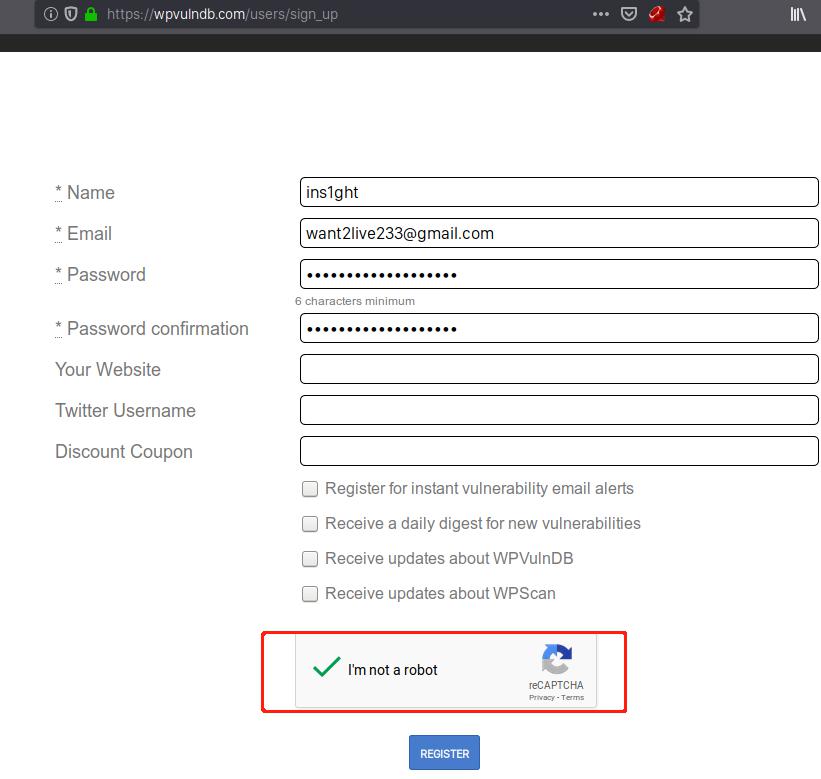 https://wpvulndb.com/users/sign_up
* Name ins1ght
* Email want2live233@gmail.com
* Password •••••••••••••••••••
6 characters minimum
* Password confirmation •••••••••••••••••••
Your Website
Twitter Username
Discount Coupon
Register for instant vulnerability email alerts
Receive a daily digest for new vulnerabilities
Receive updates about WPVulnDB
Receive updates about WPScan
I'm not a robot
reCAPTCHA
Privacy - Terms
REGISTER